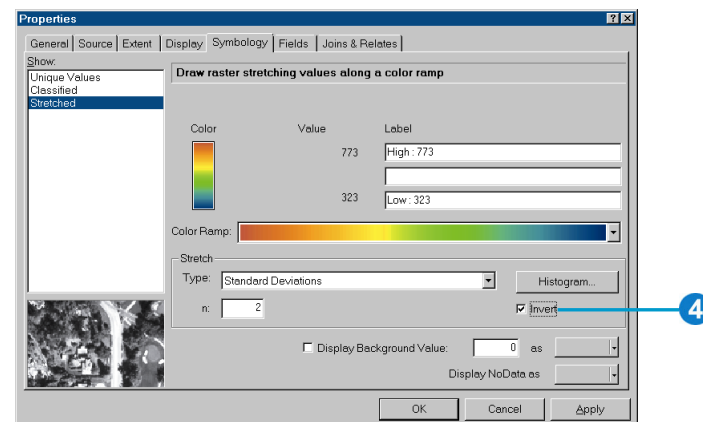 Properties
General Source Extent Display Symbology Fields Joins & Relates
Show:
Unique Values
Classified
Stretched
Draw raster stretching values along a color ramp
Color Value Label
773 High : 773
323 Low : 323
Color Ramp:
Stretch
Type: Standard Deviations Histogram...
n: 2 Invert 4
Display Background Value: 0 as
Display NoData as
OK Cancel Apply